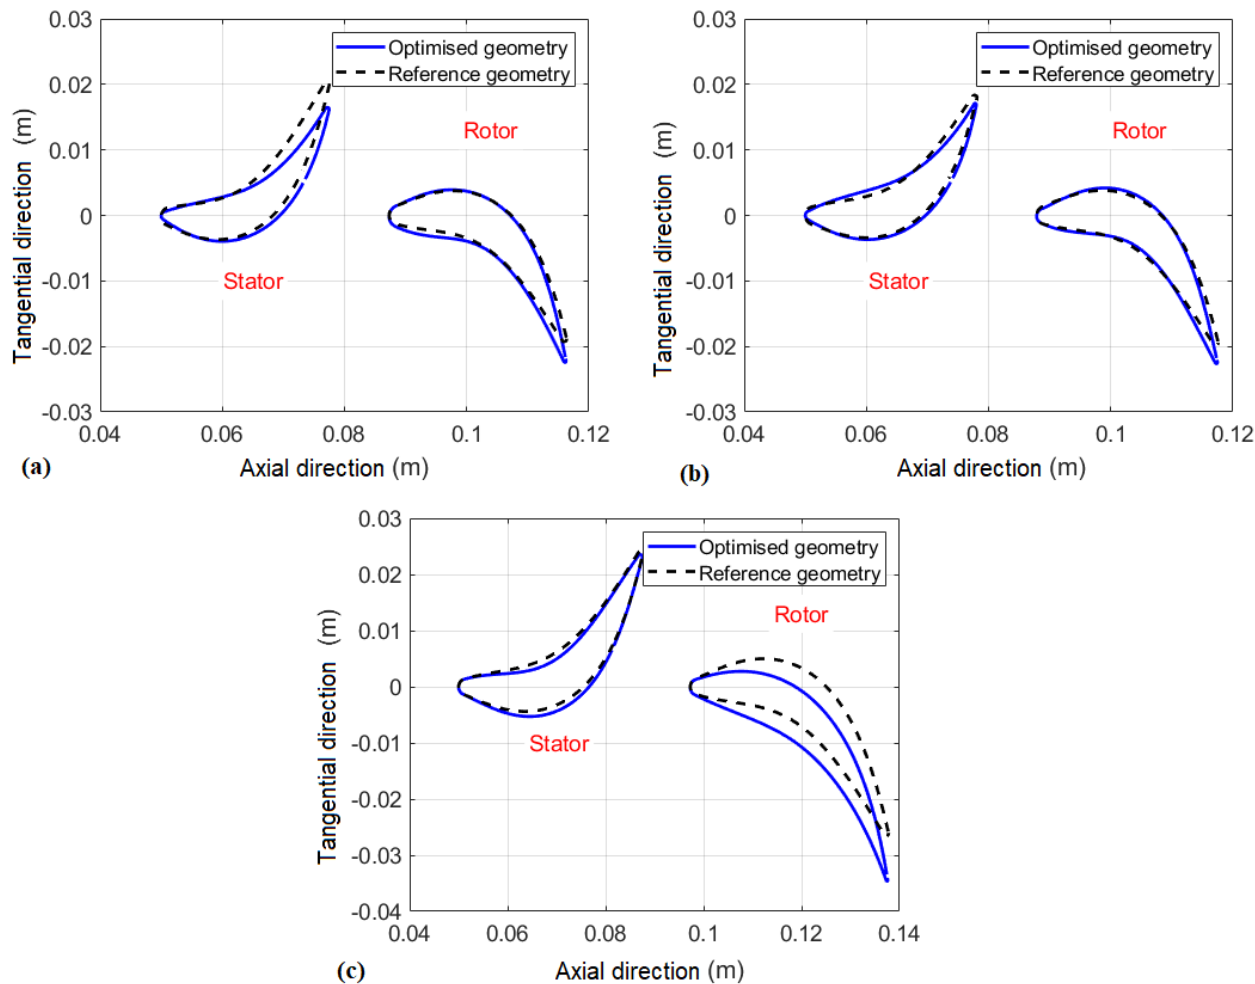 0.03
0.02
0.01
0
-0.01
-0.02
-0.03
Tangential direction (m)
Optimised geometry
Reference geometry
Rotor
Stator
0.04
0.06
0.08
0.1
0.12
(a)
Axial direction (m)
0.03
0.02
0.01
0
-0.01
-0.02
-0.03
Tangential direction (m)
Optimised geometry
Reference geometry
Rotor
Stator
0.04
0.06
0.08
0.1
0.12
Axial direction (m)
(b)
0.03
0.02
0.01
0
-0.01
-0.02
-0.03
-0.04
Tangential direction (m)
Optimised geometry
Reference geometry
Rotor
Stator
0.04
0.06
0.08
0.1
0.12
0.14
(c)
Axial direction (m)